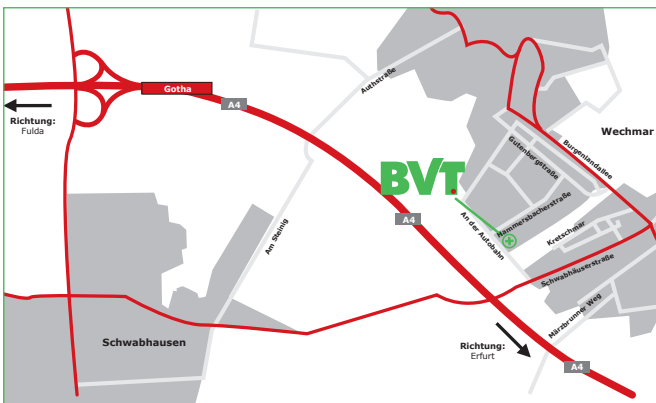 Gotha
A4
Richtung:
Fulda
Authstraße
Wechmar
Burgenlandallee
Gutenbergstraße
BVT
Hammersbacherstraße
A4
An der Autobahn
Kretschmar
Am Steinig
Schwabhäuserstraße
Märzbrunner Weg
Schwabhausen
Richtung:
Erfurt
A4